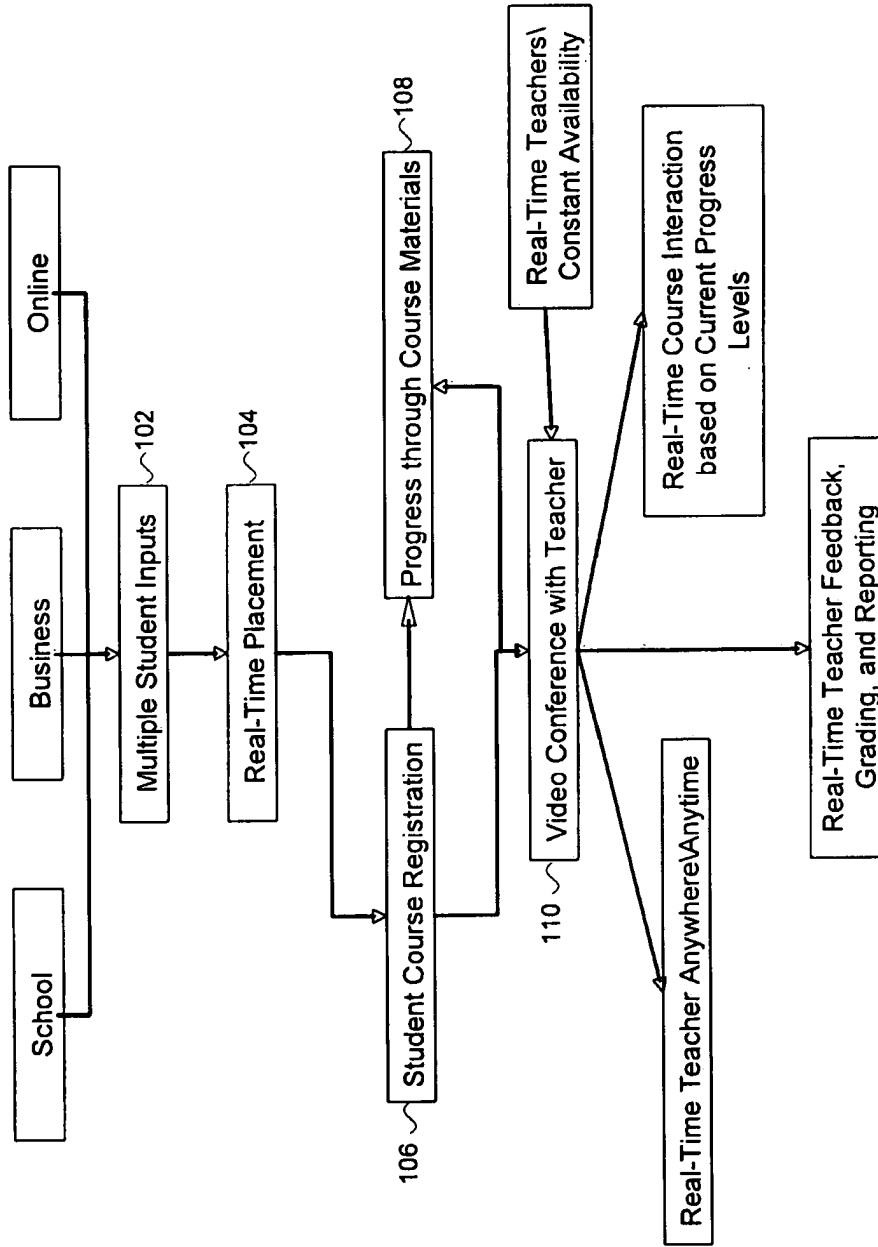 School
Business
Online
Multiple Student Inputs
102
Real-Time Placement
104
106
Student Course Registration
Progress through Course Materials
108
110
Video Conference with Teacher
Real-Time Teachers\
Constant Availability
Real-Time Teacher Anywhere\Anytime
Real-Time Course Interaction
based on Current Progress
Levels
Real-Time Teacher Feedback,
Grading, and Reporting